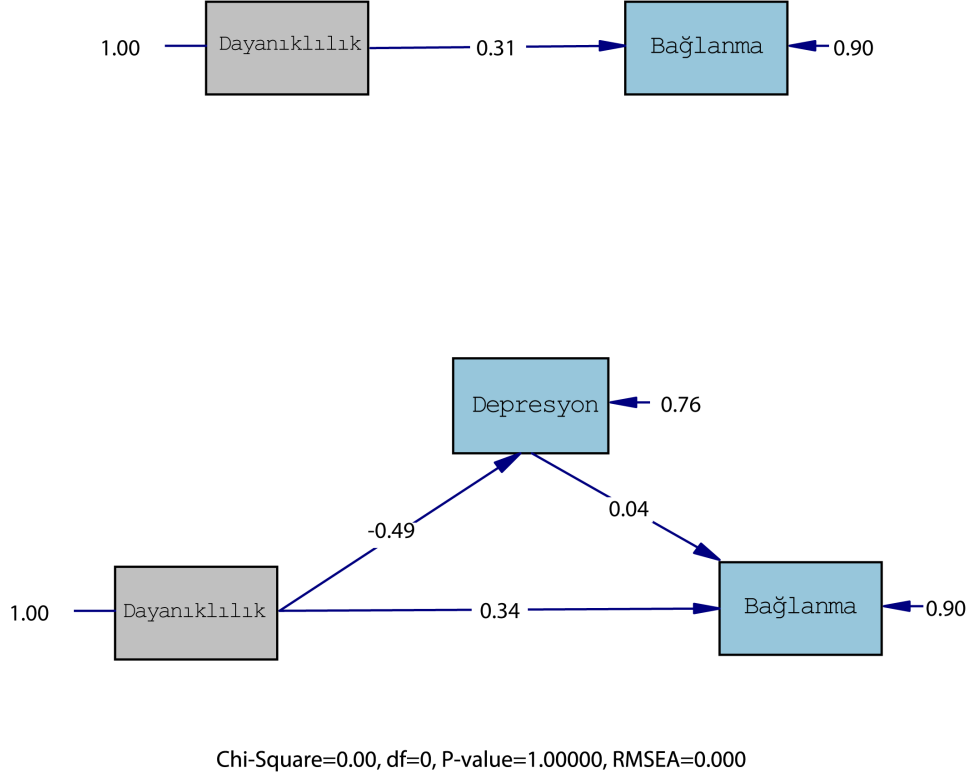 1.00 Dayanıklılık 0.31 Bağlanma 0.90
Depresyon 0.76
-0.49 0.04
1.00 Dayanıklılık 0.34 Bağlanma 0.90
Chi-Square=0.00, df=0, P-value=1.00000, RMSEA=0.000